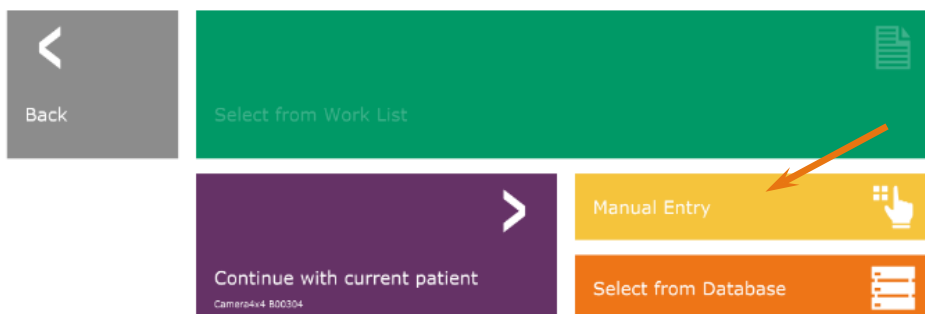 Back
Select from Work List
Manual Entry
Continue with current patient
Camera4x4 B00304
Select from Database